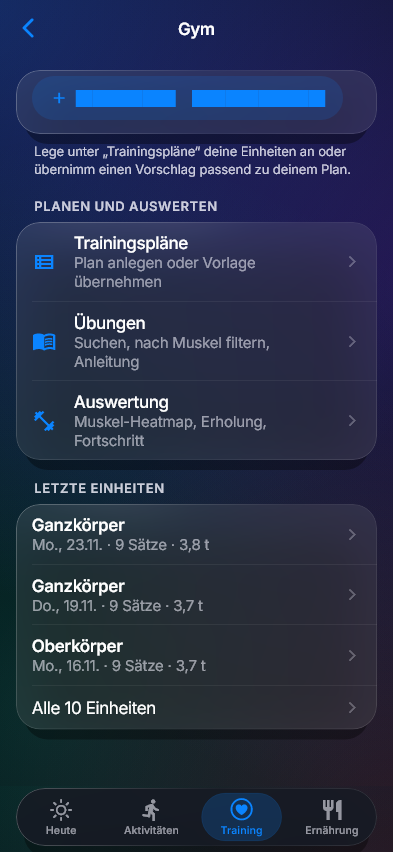 Gym
+
Lege unter „Trainingspläne“ deine Einheiten an oder
übernimm einen Vorschlag passend zu deinem Plan.
PLANEN UND AUSWERTEN
Trainingspläne
Plan anlegen oder Vorlage
übernehmen
Übungen
Suchen, nach Muskel filtern,
Anleitung
Auswertung
Muskel-Heatmap, Erholung,
Fortschritt
LETZTE EINHEITEN
Ganzkörper
Mo., 23.11. · 9 Sätze · 3,8 t
Ganzkörper
Do., 19.11. · 9 Sätze · 3,7 t
Oberkörper
Mo., 16.11. · 9 Sätze · 3,7 t
Alle 10 Einheiten
Heute Aktivitäten Training Ernährung